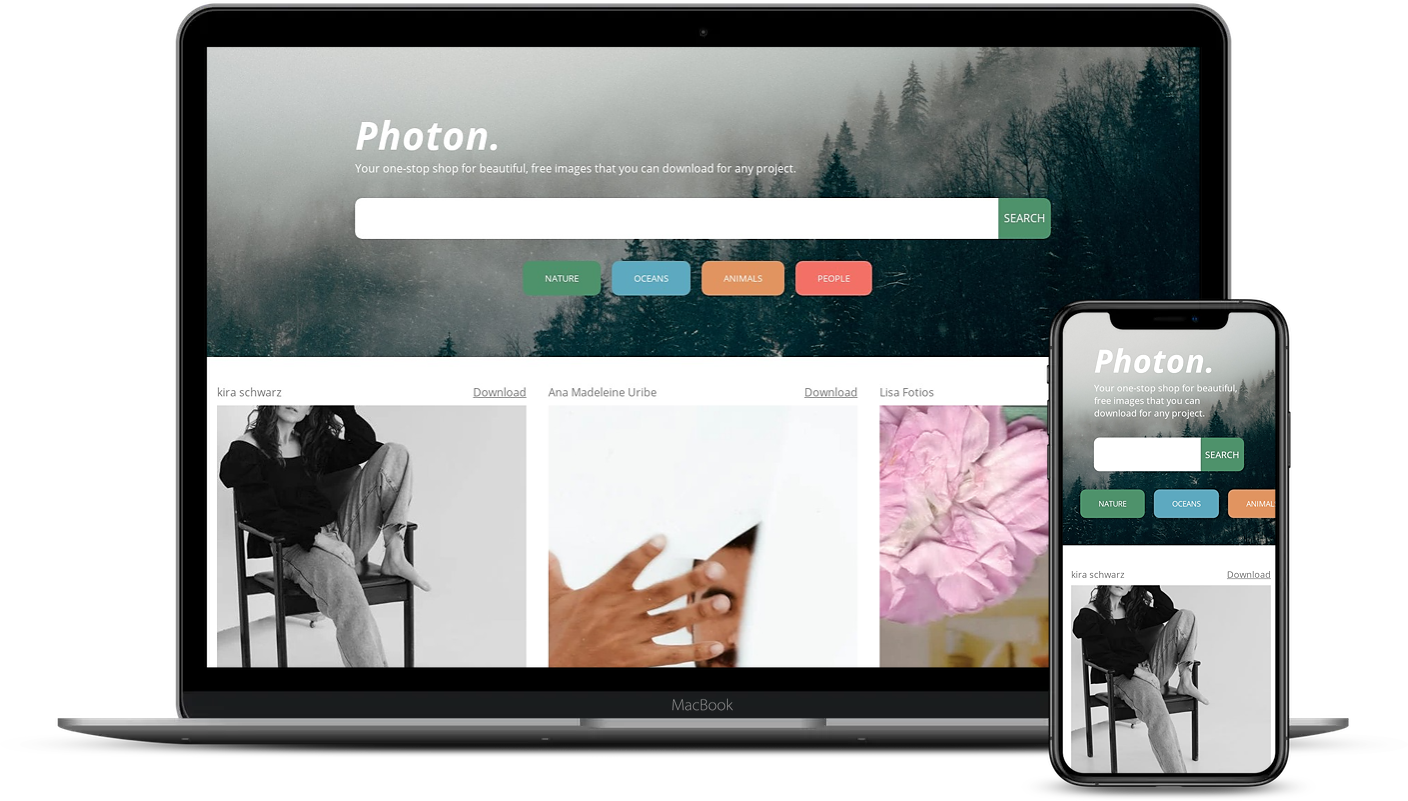 Photon.
Your one-stop shop for beautiful, free images that you can download for any project.
SEARCH
NATURE OCEANS ANIMALS PEOPLE
kira schwarz Download Ana Madeleine Uribe Download Lisa Fotios
MacBook
Photon.
Your one-stop shop for beautiful,
free images that you can
download for any project.
SEARCH
NATURE OCEANS ANIMAL
kira schwarz Download